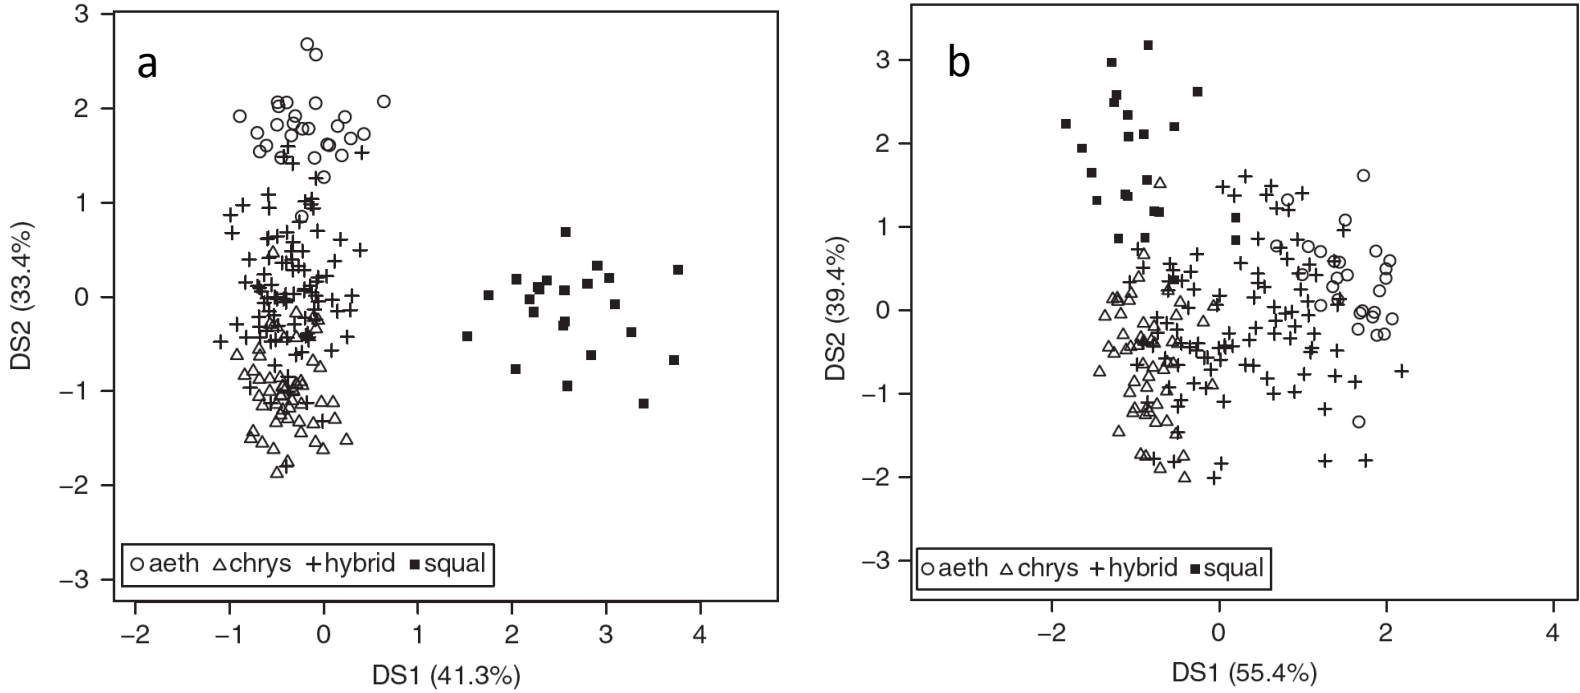 a
3
2
1
0
−1
−2
−3
DS2 (33.4%)
aeth chrys hybrid squal
−2 −1 0 1 2 3 4
DS1 (41.3%)
b
3
2
1
0
−1
−2
−3
DS2 (39.4%)
aeth chrys hybrid squal
−2 0 2 4
DS1 (55.4%)